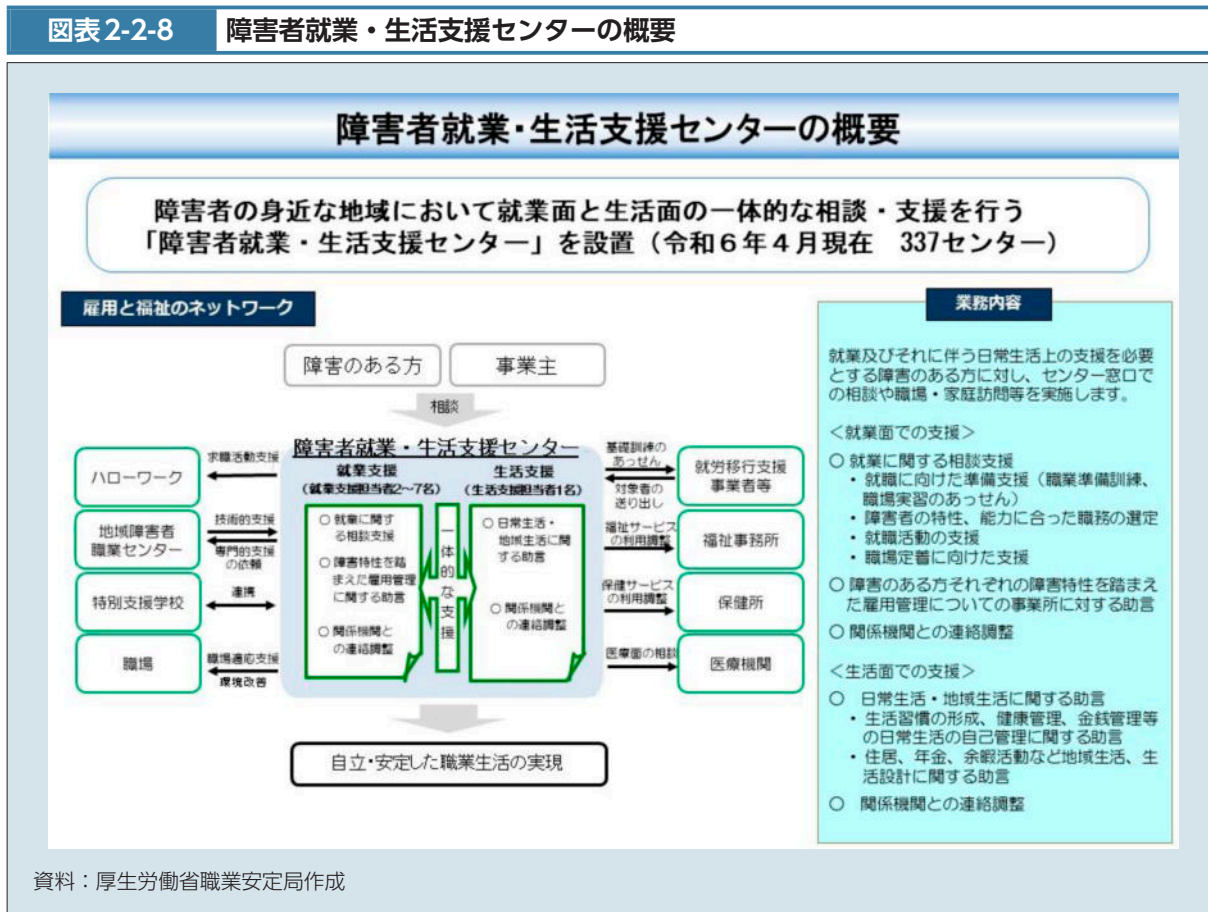 図表2-2-8 障害者就業・生活支援センターの概要
障害者就業・生活支援センターの概要
障害者の身近な地域において就業面と生活面の一体的な相談・支援を行う
「障害者就業・生活支援センター」を設置（令和６年４月現在　337センター）
雇用と福祉のネットワーク
障害のある方
事業主
相談
障害者就業・生活支援センター
就業支援
（就業支援担当者2～7名）
○ 就業に関す
る相談支援
○ 障害特性を踏
まえた雇用管理
に関する助言
○ 関係機関と
の連絡調整
一体的な支援
生活支援
（生活支援担当者1名）
○ 日常生活・
地域生活に関
する助言
○ 関係機関と
の連絡調整
ハローワーク
求職活動支援
地域障害者
職業センター
技術的支援
専門的支援
の依頼
特別支援学校
連携
職場
職場適応支援
環境改善
基礎訓練の
あっせん
対象者の
送り出し
就労移行支援
事業者等
福祉サービス
の利用調整
福祉事務所
保健サービス
の利用調整
保健所
医療面の相談
医療機関
自立・安定した職業生活の実現
業務内容
就業及びそれに伴う日常生活上の支援を必要
とする障害のある方に対し、センター窓口で
の相談や職場・家庭訪問等を実施します。
＜就業面での支援＞
○ 就業に関する相談支援
・就職に向けた準備支援（職業準備訓練、
職場実習のあっせん）
・障害者の特性、能力に合った職務の選定
・就職活動の支援
・職場定着に向けた支援
○ 障害のある方それぞれの障害特性を踏まえ
た雇用管理についての事業所に対する助言
○ 関係機関との連絡調整
＜生活面での支援＞
○ 日常生活・地域生活に関する助言
・生活習慣の形成、健康管理、金銭管理等
の日常生活の自己管理に関する助言
・住居、年金、余暇活動など地域生活、生
活設計に関する助言
○ 関係機関との連絡調整
資料：厚生労働省職業安定局作成